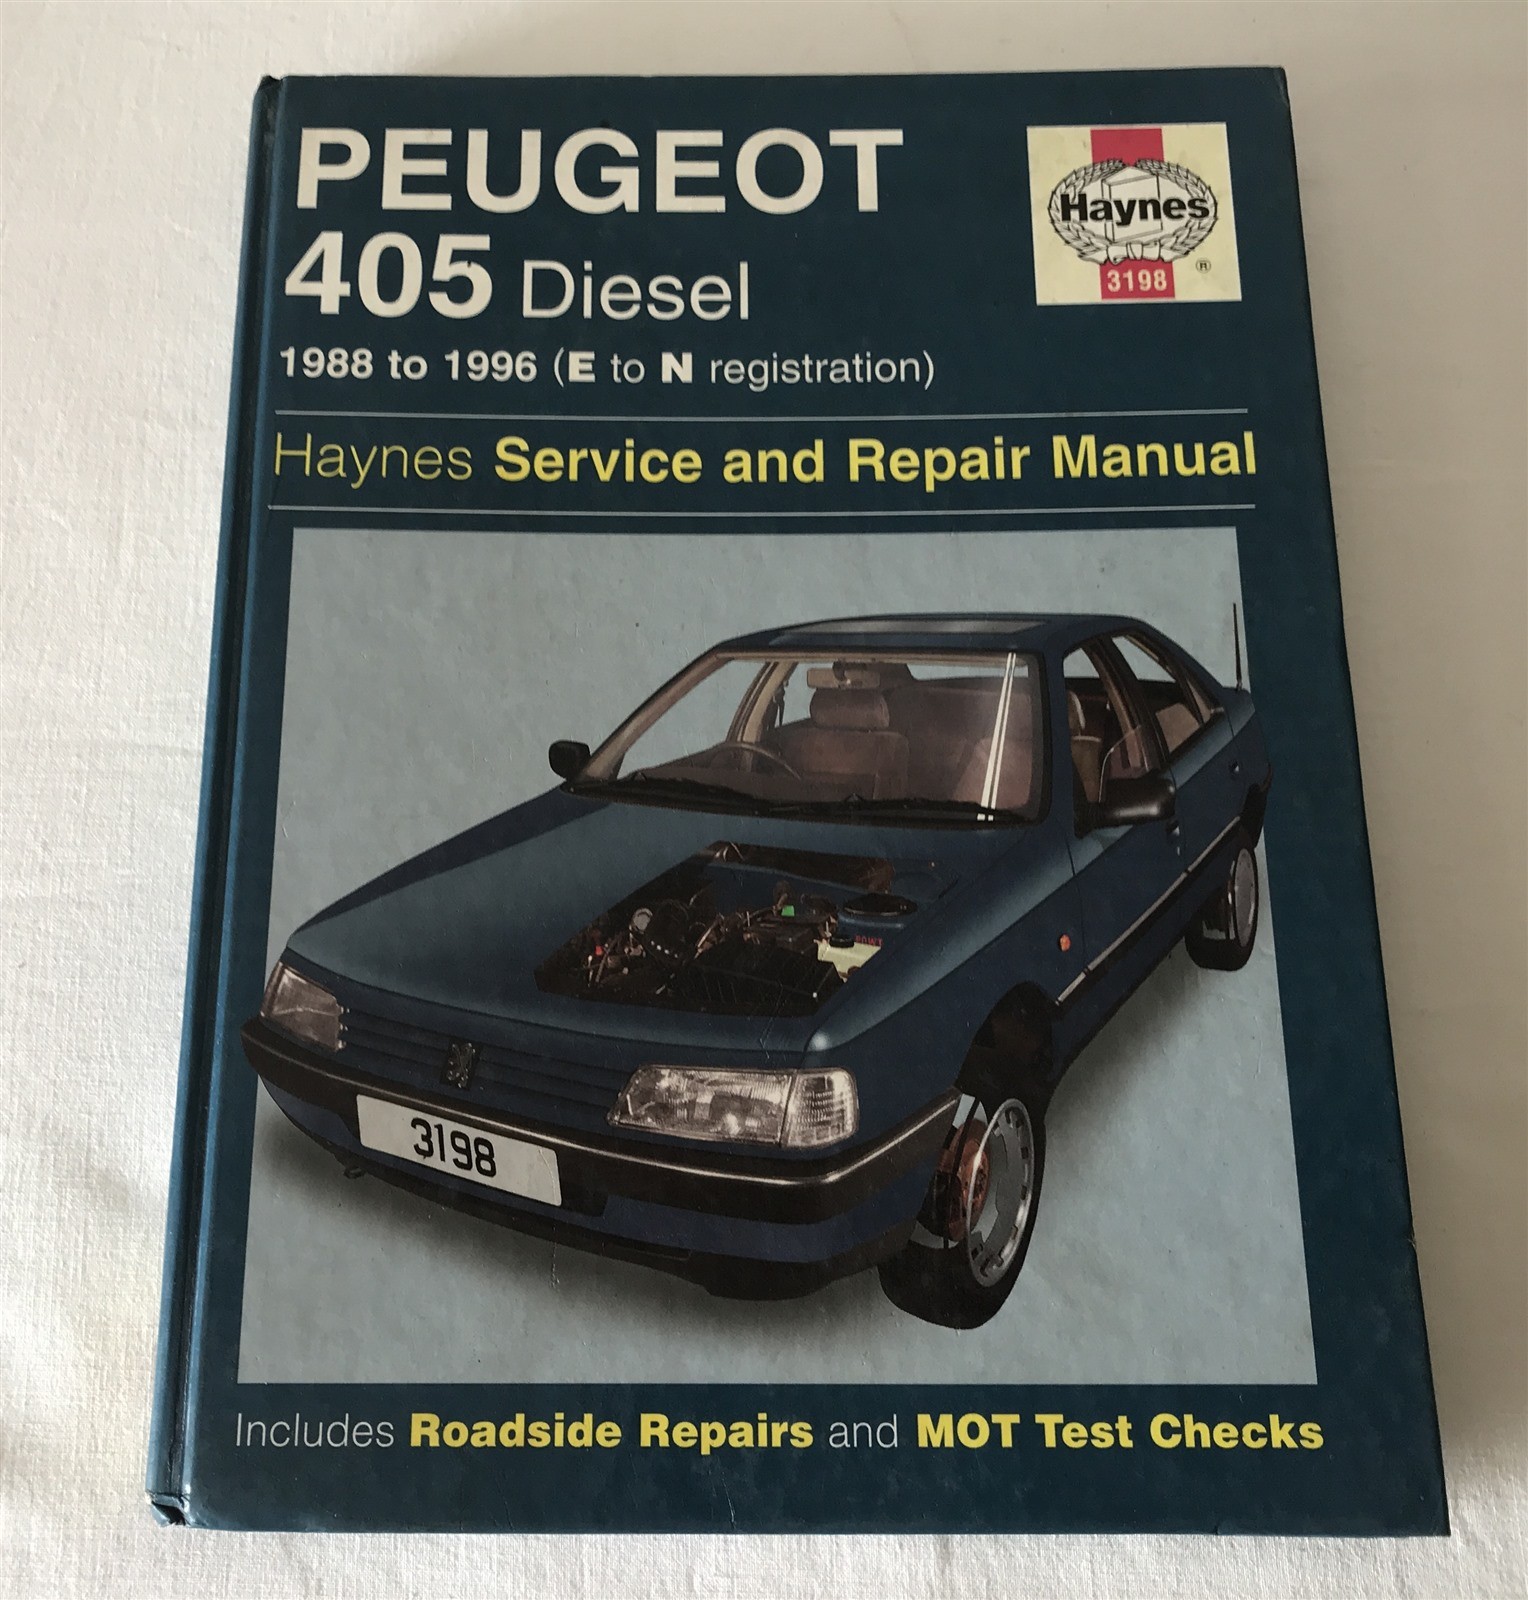 PEUGEOT
405 Diesel
1988 to 1996 (E to N registration)
Haynes
®
3198
Haynes Service and Repair Manual
3198
Includes Roadside Repairs and MOT Test Checks